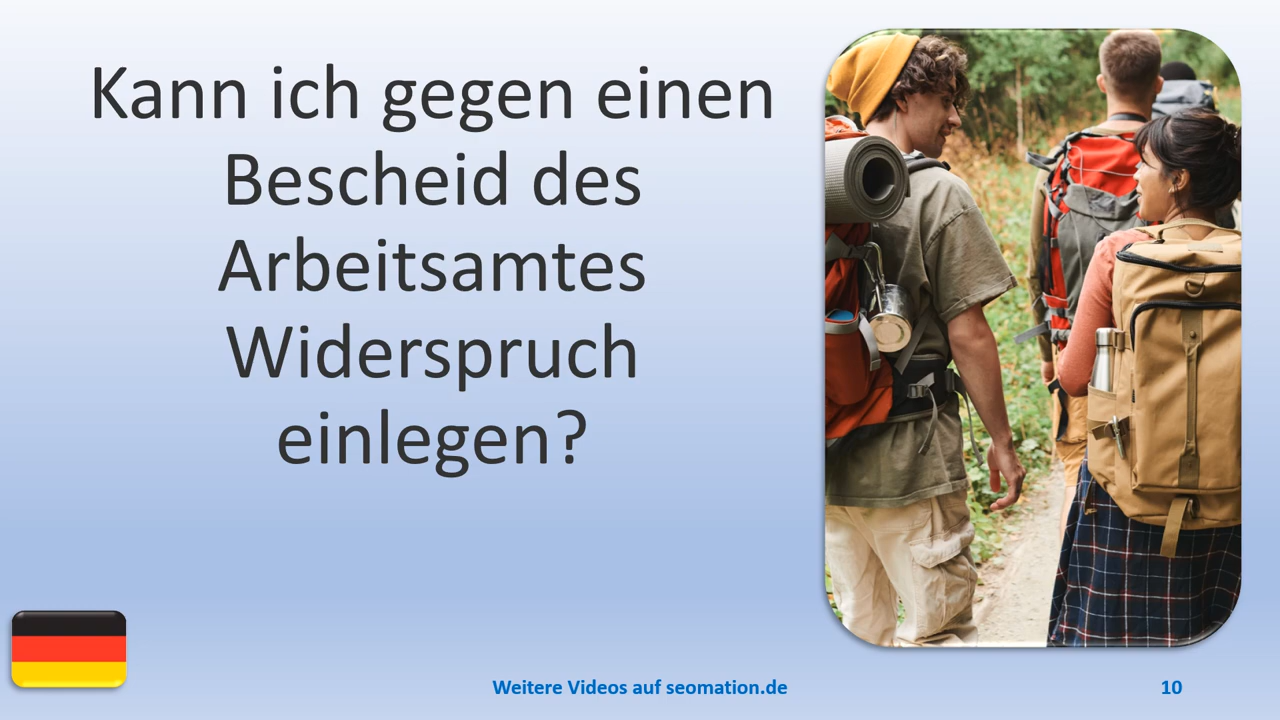 Kann ich gegen einen
Bescheid des
Arbeitsamtes
Widerspruch
einlegen?
Weitere Videos auf seomation.de
10